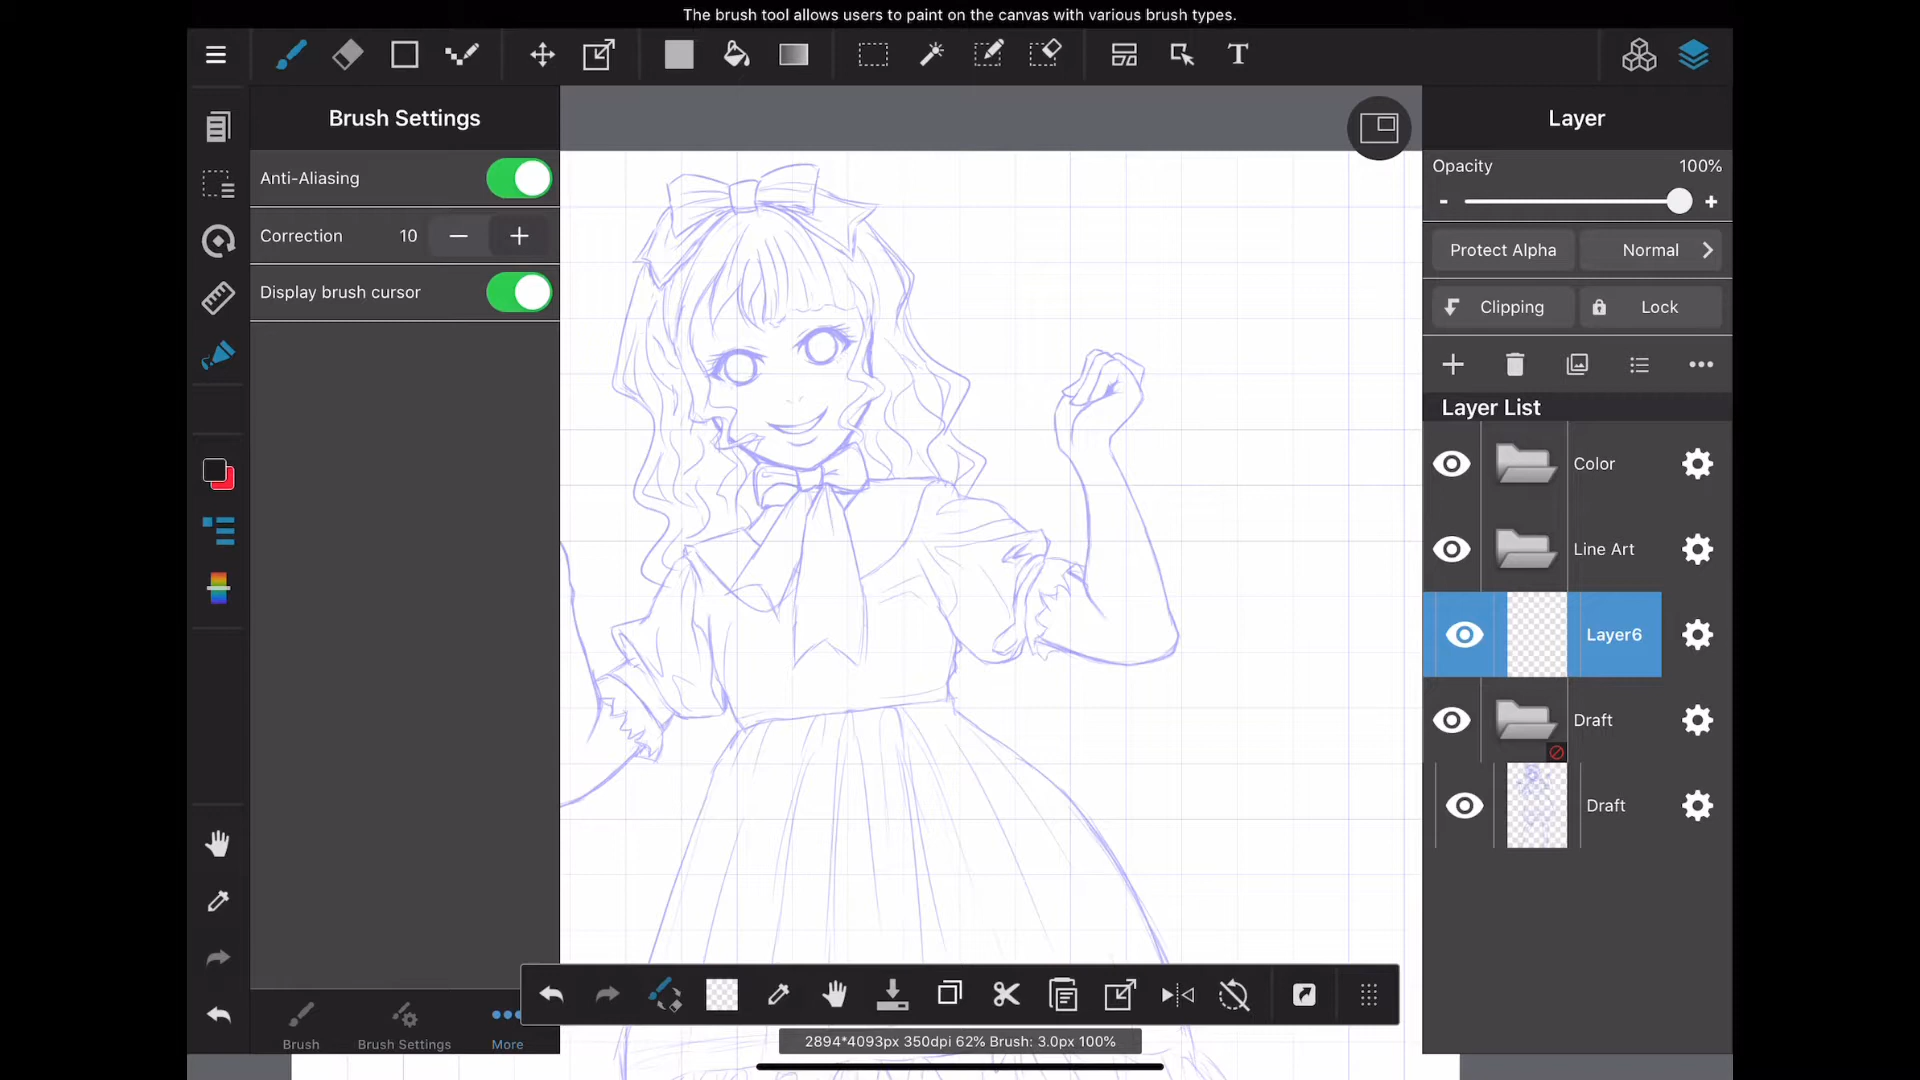 The brush tool allows users to paint on the canvas with various brush types.
T
Brush Settings
Anti-Aliasing
Correction 10 − +
Display brush cursor
Brush
Brush Settings
More
2894*4093px 350dpi 62% Brush: 3.0px 100%
Layer
Opacity 100%
- +
Protect Alpha Normal
Clipping Lock
Layer List
Color
Line Art
Layer6
Draft
Draft